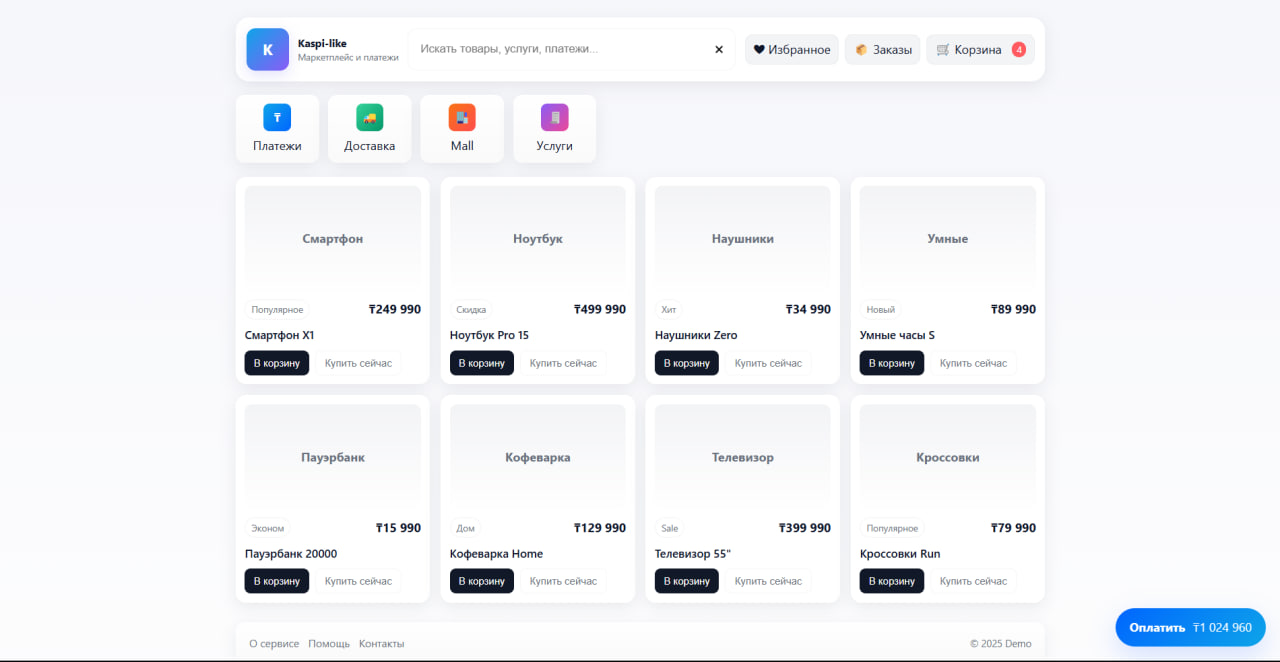 K
Kaspi-like
Маркетплейс и платежи
Искать товары, услуги, платежи...
Избранное
Заказы
Корзина 4
₸
Платежи
Доставка
Mall
Услуги
Смартфон
Ноутбук
Наушники
Умные
Популярное ₸249 990
Скидка ₸499 990
Хит ₸34 990
Новый ₸89 990
Смартфон X1
Ноутбук Pro 15
Наушники Zero
Умные часы S
В корзину Купить сейчас
В корзину Купить сейчас
В корзину Купить сейчас
В корзину Купить сейчас
Пауэрбанк
Кофеварка
Телевизор
Кроссовки
Эконом ₸15 990
Дом ₸129 990
Sale ₸399 990
Популярное ₸79 990
Пауэрбанк 20000
Кофеварка Home
Телевизор 55"
Кроссовки Run
В корзину Купить сейчас
В корзину Купить сейчас
В корзину Купить сейчас
В корзину Купить сейчас
Оплатить ₸1 024 960
О сервисе Помощь Контакты
© 2025 Demo